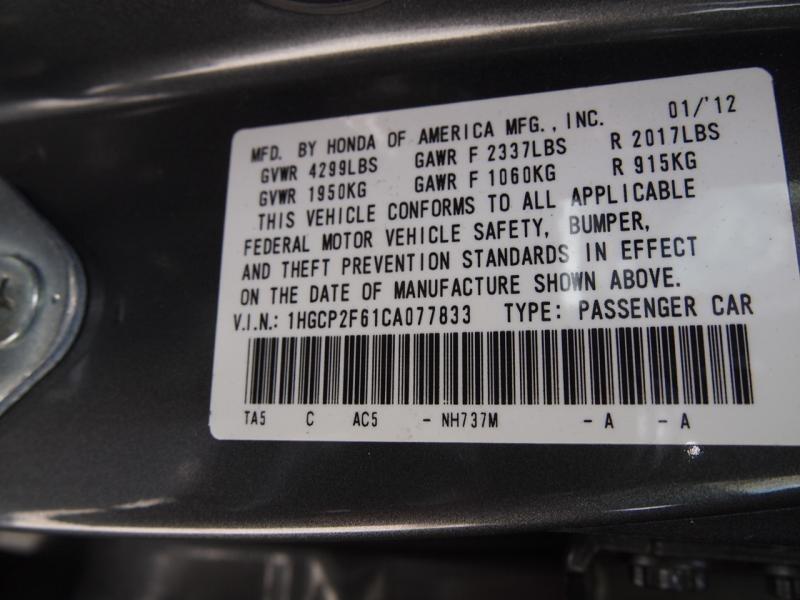 MFD. BY HONDA OF AMERICA MFG., INC. 01/'12
GVWR 4299LBS GAWR F 2337LBS R 2017LBS
GVWR 1950KG GAWR F 1060KG R 915KG
THIS VEHICLE CONFORMS TO ALL APPLICABLE
FEDERAL MOTOR VEHICLE SAFETY, BUMPER,
AND THEFT PREVENTION STANDARDS IN EFFECT
ON THE DATE OF MANUFACTURE SHOWN ABOVE.
V.I.N.: 1HGCP2F61CA077833 TYPE: PASSENGER CAR
TA5 C AC5 - NH737M - A - A